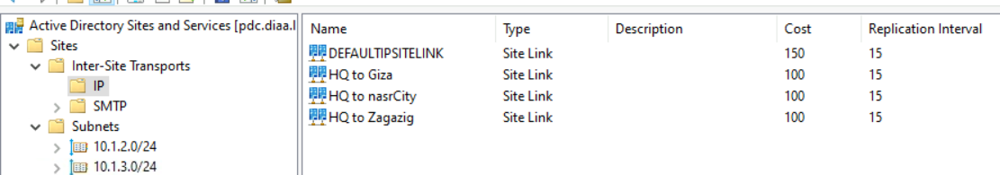 Active Directory Sites and Services [pdc.diaa.l
Sites
Inter-Site Transports
IP
SMTP
Subnets
10.1.2.0/24
10.1.3.0/24
Name Type Description Cost Replication Interval
DEFAULTIPSITELINK Site Link 150 15
HQ to Giza Site Link 100 15
HQ to nasrCity Site Link 100 15
HQ to Zagazig Site Link 100 15